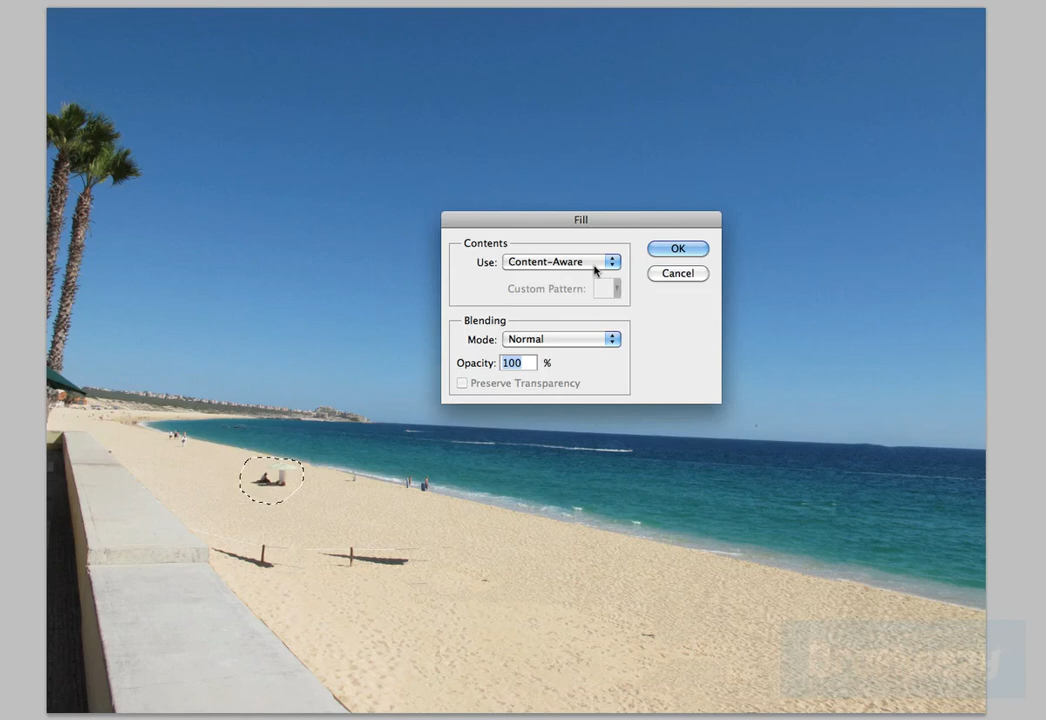 Fill
Contents
Use: Content-Aware
Custom Pattern:
OK
Cancel
Blending
Mode: Normal
Opacity: 100 %
Preserve Transparency